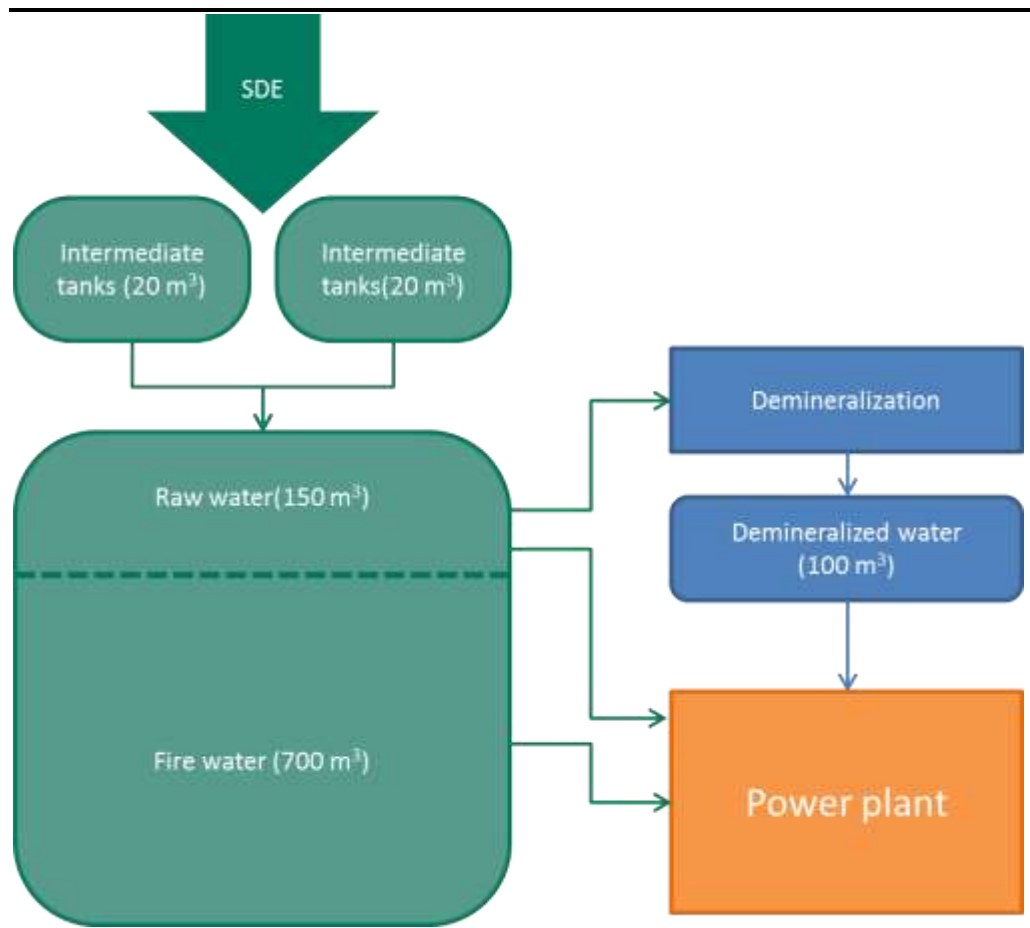 SDE
Intermediate
tanks (20 m³)
Intermediate
tanks(20 m³)
Demineralization
Raw water(150 m³)
Demineralized water
(100 m³)
Fire water (700 m³)
Power plant